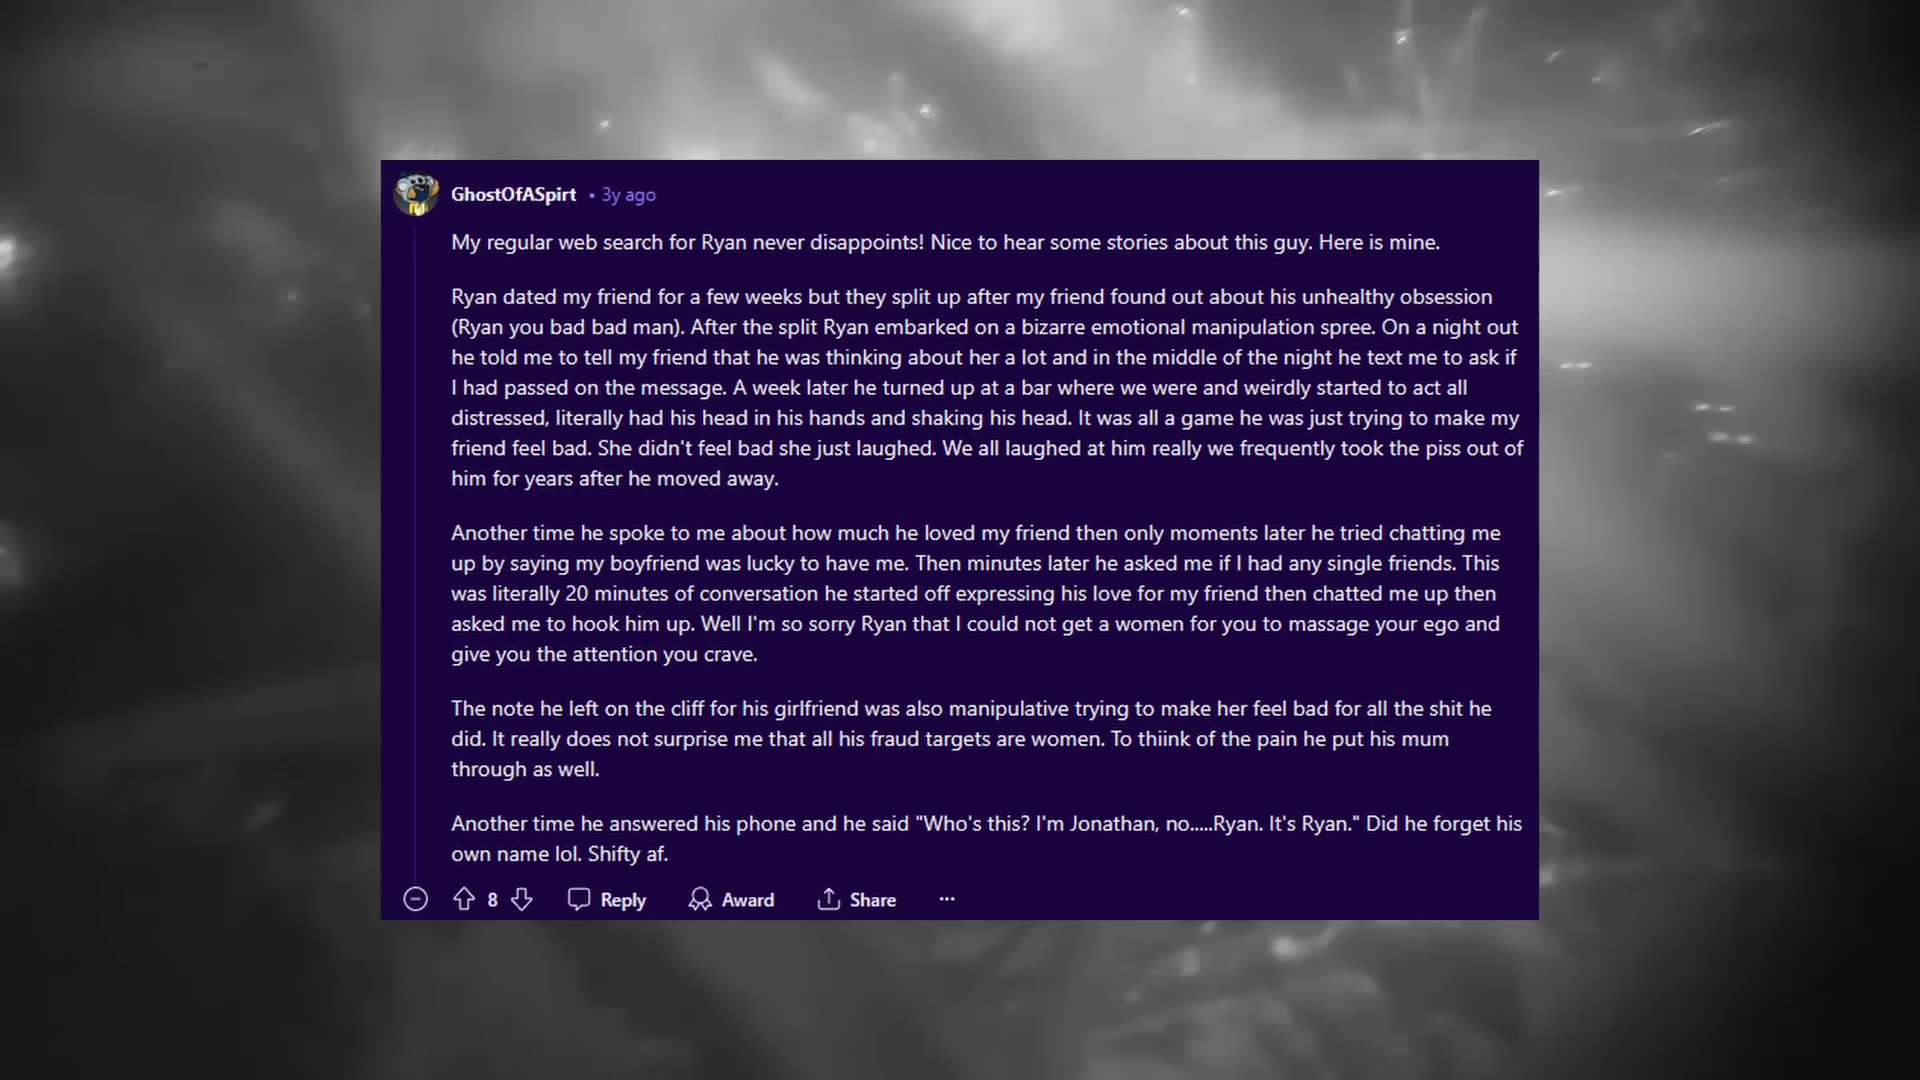 GhostOfASpirt • 3y ago
My regular web search for Ryan never disappoints! Nice to hear some stories about this guy. Here is mine.
Ryan dated my friend for a few weeks but they split up after my friend found out about his unhealthy obsession
(Ryan you bad bad man). After the split Ryan embarked on a bizarre emotional manipulation spree. On a night out
he told me to tell my friend that he was thinking about her a lot and in the middle of the night he text me to ask if
I had passed on the message. A week later he turned up at a bar where we were and weirdly started to act all
distressed, literally had his head in his hands and shaking his head. It was all a game he was just trying to make my
friend feel bad. She didn't feel bad she just laughed. We all laughed at him really we frequently took the piss out of
him for years after he moved away.
Another time he spoke to me about how much he loved my friend then only moments later he tried chatting me
up by saying my boyfriend was lucky to have me. Then minutes later he asked me if I had any single friends. This
was literally 20 minutes of conversation he started off expressing his love for my friend then chatted me up then
asked me to hook him up. Well I'm so sorry Ryan that I could not get a women for you to massage your ego and
give you the attention you crave.
The note he left on the cliff for his girlfriend was also manipulative trying to make her feel bad for all the shit he
did. It really does not surprise me that all his fraud targets are women. To thiink of the pain he put his mum
through as well.
Another time he answered his phone and he said "Who's this? I'm Jonathan, no.....Ryan. It's Ryan." Did he forget his
own name lol. Shifty af.
8 Reply Award Share ...